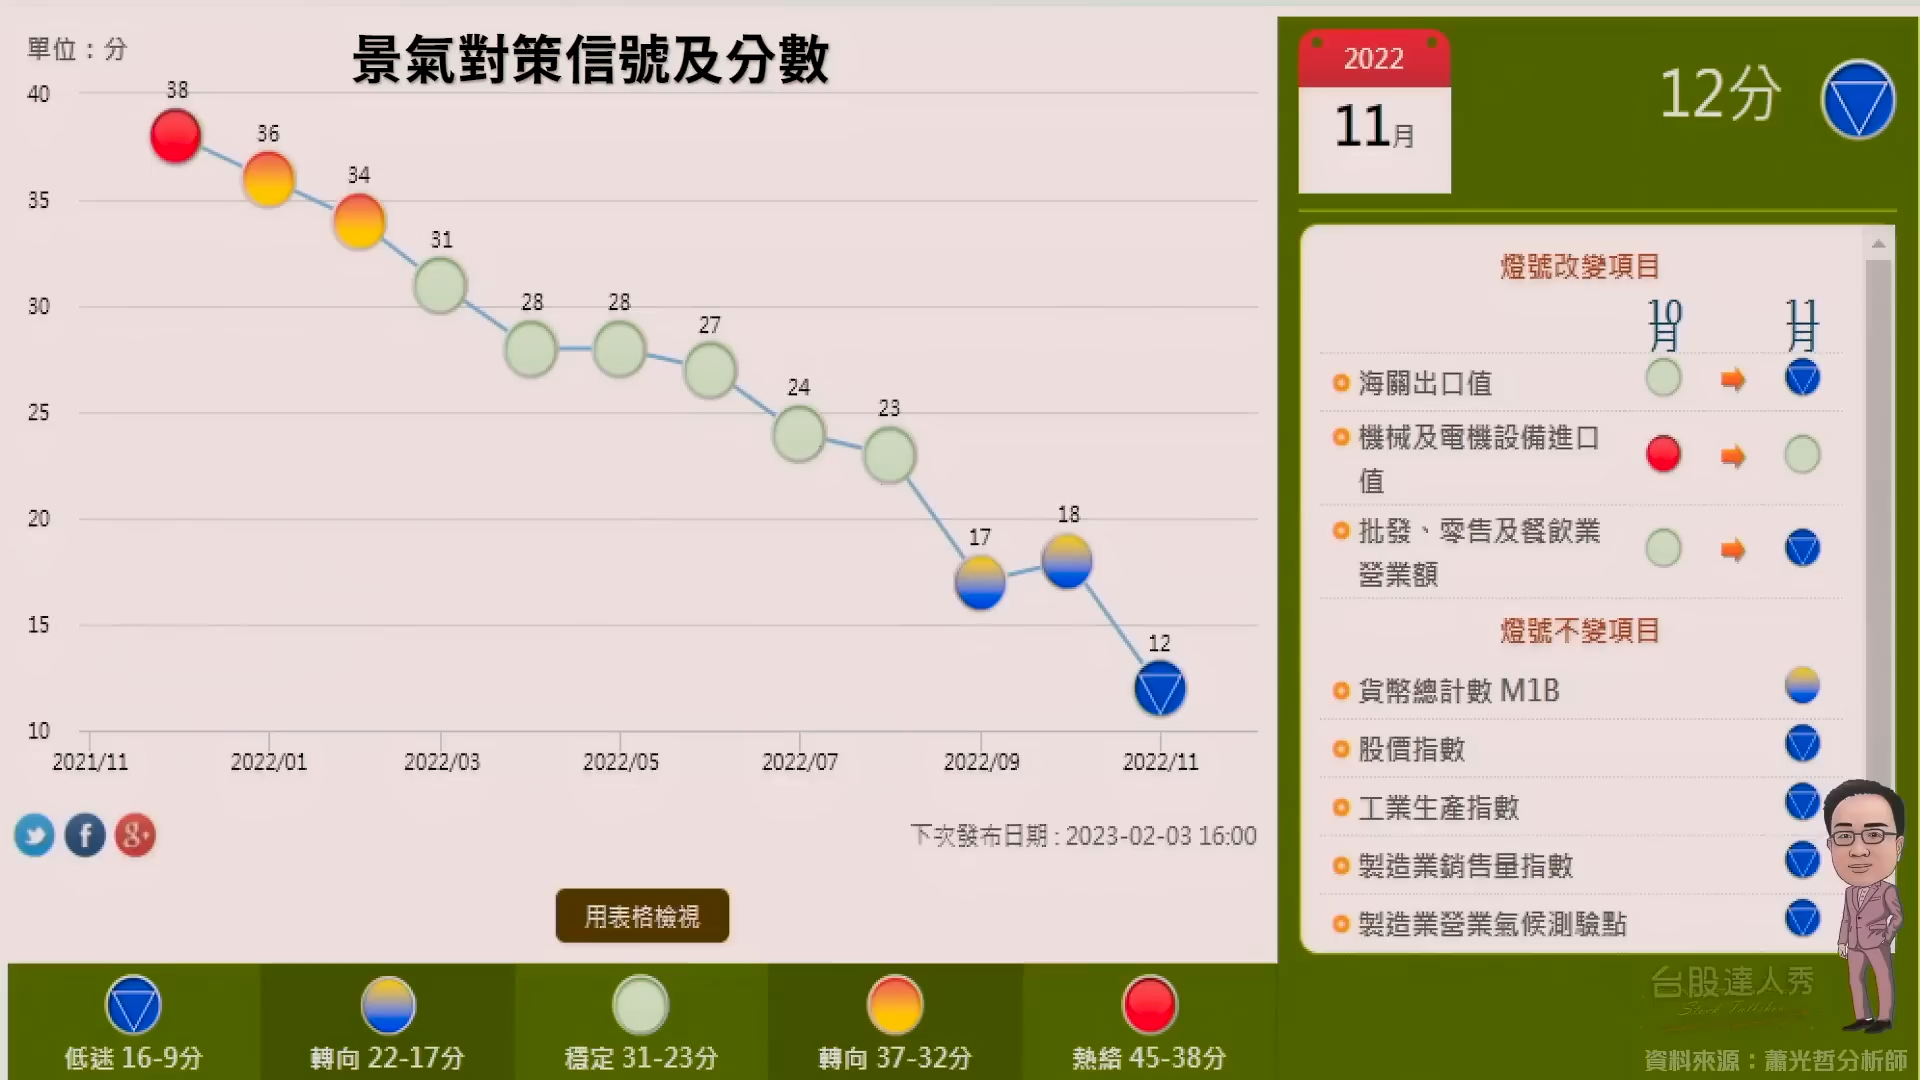 單位：分
景氣對策信號及分數
40
35
30
25
20
15
10
38
36
34
31
28
28
27
24
23
17
18
12
2021/11
2022/01
2022/03
2022/05
2022/07
2022/09
2022/11
下次發布日期 : 2023-02-03 16:00
用表格檢視
低迷 16-9分
轉向 22-17分
穩定 31-23分
轉向 37-32分
熱絡 45-38分
2022
11月
12分
燈號改變項目
10月
11月
海關出口值
機械及電機設備進口
值
批發、零售及餐飲業
營業額
燈號不變項目
貨幣總計數 M1B
股價指數
工業生產指數
製造業銷售量指數
製造業營業氣候測驗點
台股達人秀
Stock Talkshow
資料來源：蕭光哲分析師